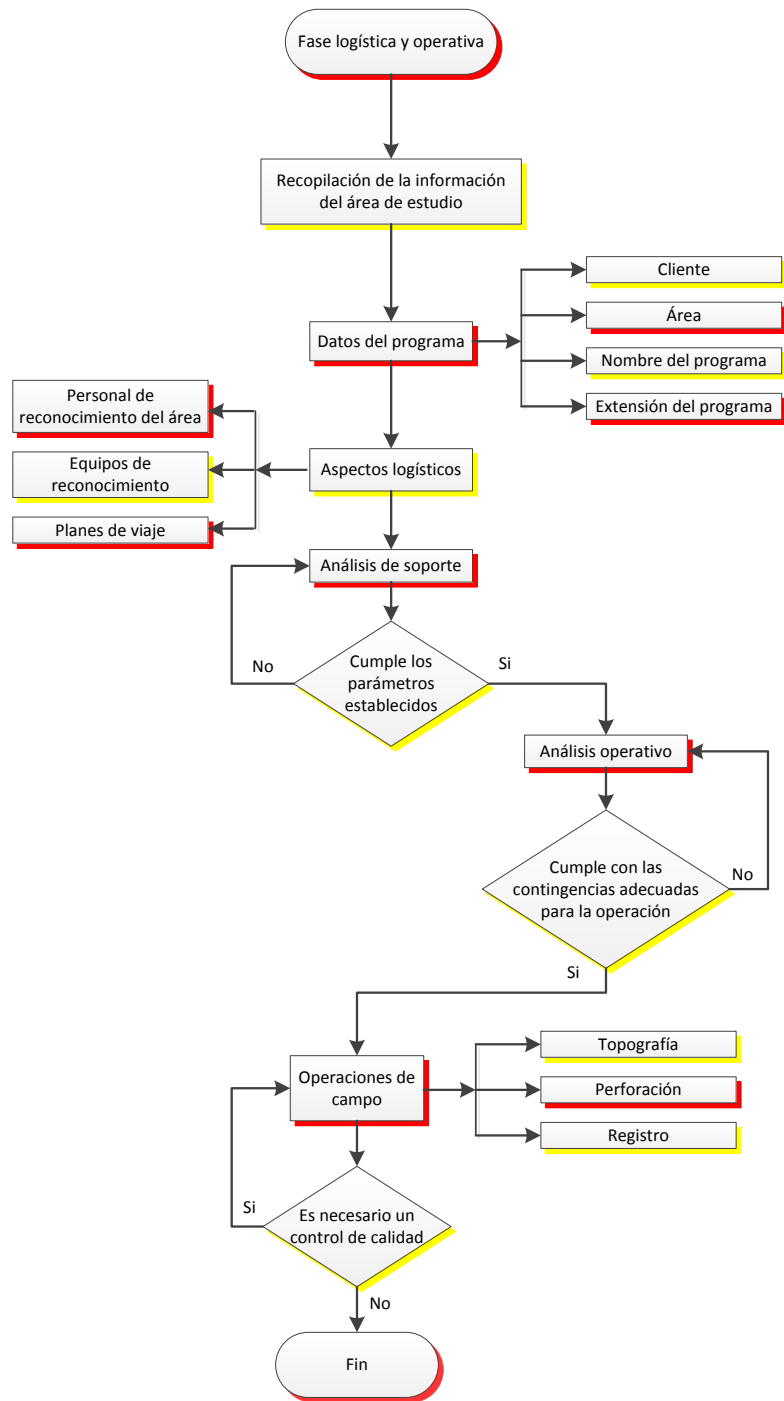 Fase logística y operativa
Recopilación de la información
del área de estudio
Datos del programa
Cliente
Área
Nombre del programa
Extensión del programa
Aspectos logísticos
Personal de
reconocimiento del área
Equipos de
reconocimiento
Planes de viaje
Análisis de soporte
Cumple los
parámetros
establecidos
No
Si
Análisis operativo
Cumple con las
contingencias adecuadas
para la operación
No
Si
Operaciones de
campo
Topografía
Perforación
Registro
Es necesario un
control de calidad
Si
No
Fin